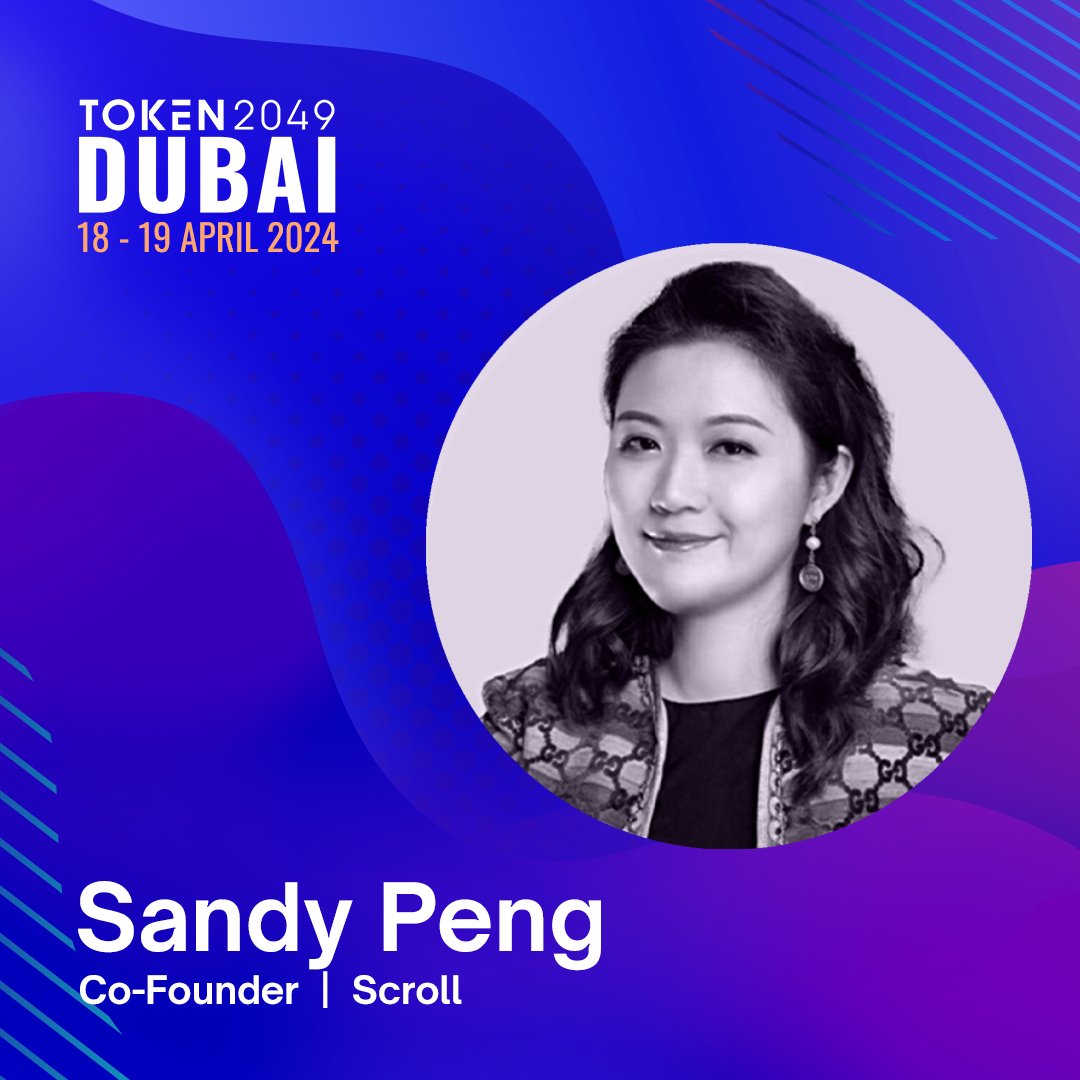 TOKEN2049
DUBAI
18 - 19 APRIL 2024
Sandy Peng
Co-Founder | Scroll